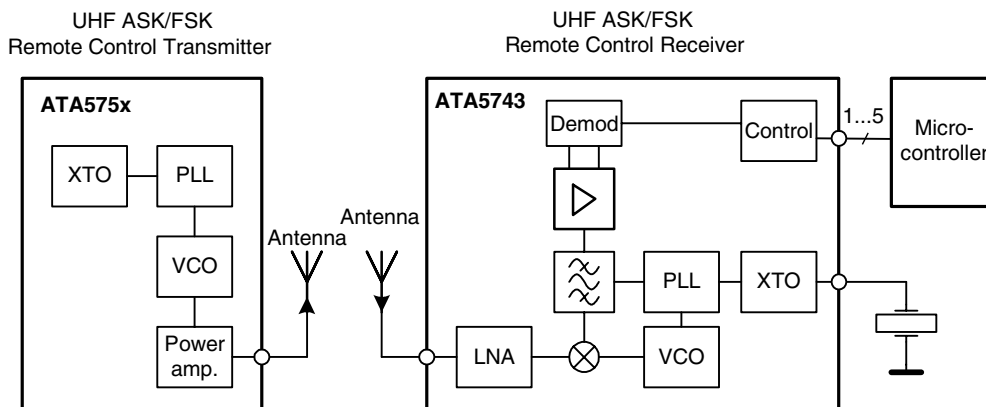 UHF ASK/FSK
Remote Control Transmitter
UHF ASK/FSK
Remote Control Receiver
ATA575x
XTO
PLL
VCO
Power
amp.
Antenna
Antenna
ATA5743
Demod
Control
1...5
Micro-
controller
PLL
XTO
LNA
VCO